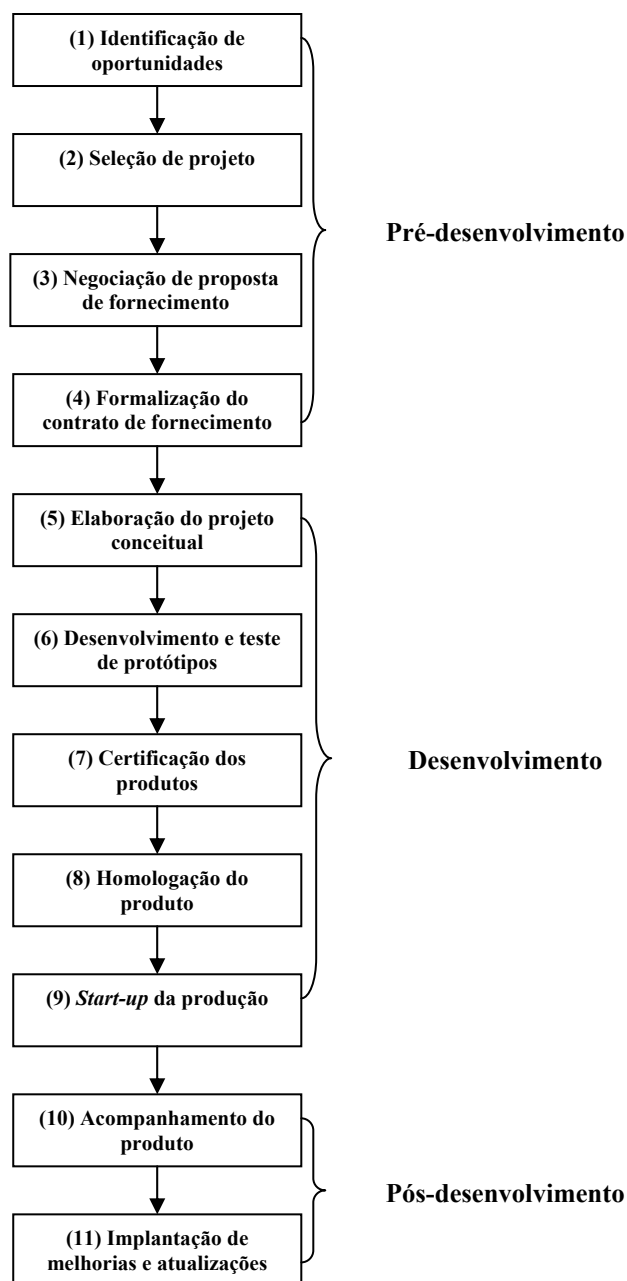 (1) Identificação de
oportunidades
(2) Seleção de projeto
Pré-desenvolvimento
(3) Negociação de proposta
de fornecimento
(4) Formalização do
contrato de fornecimento
(5) Elaboração do projeto
conceitual
(6) Desenvolvimento e teste
de protótipos
(7) Certificação dos
produtos
Desenvolvimento
(8) Homologação do
produto
(9) Start-up da produção
(10) Acompanhamento do
produto
Pós-desenvolvimento
(11) Implantação de
melhorias e atualizações